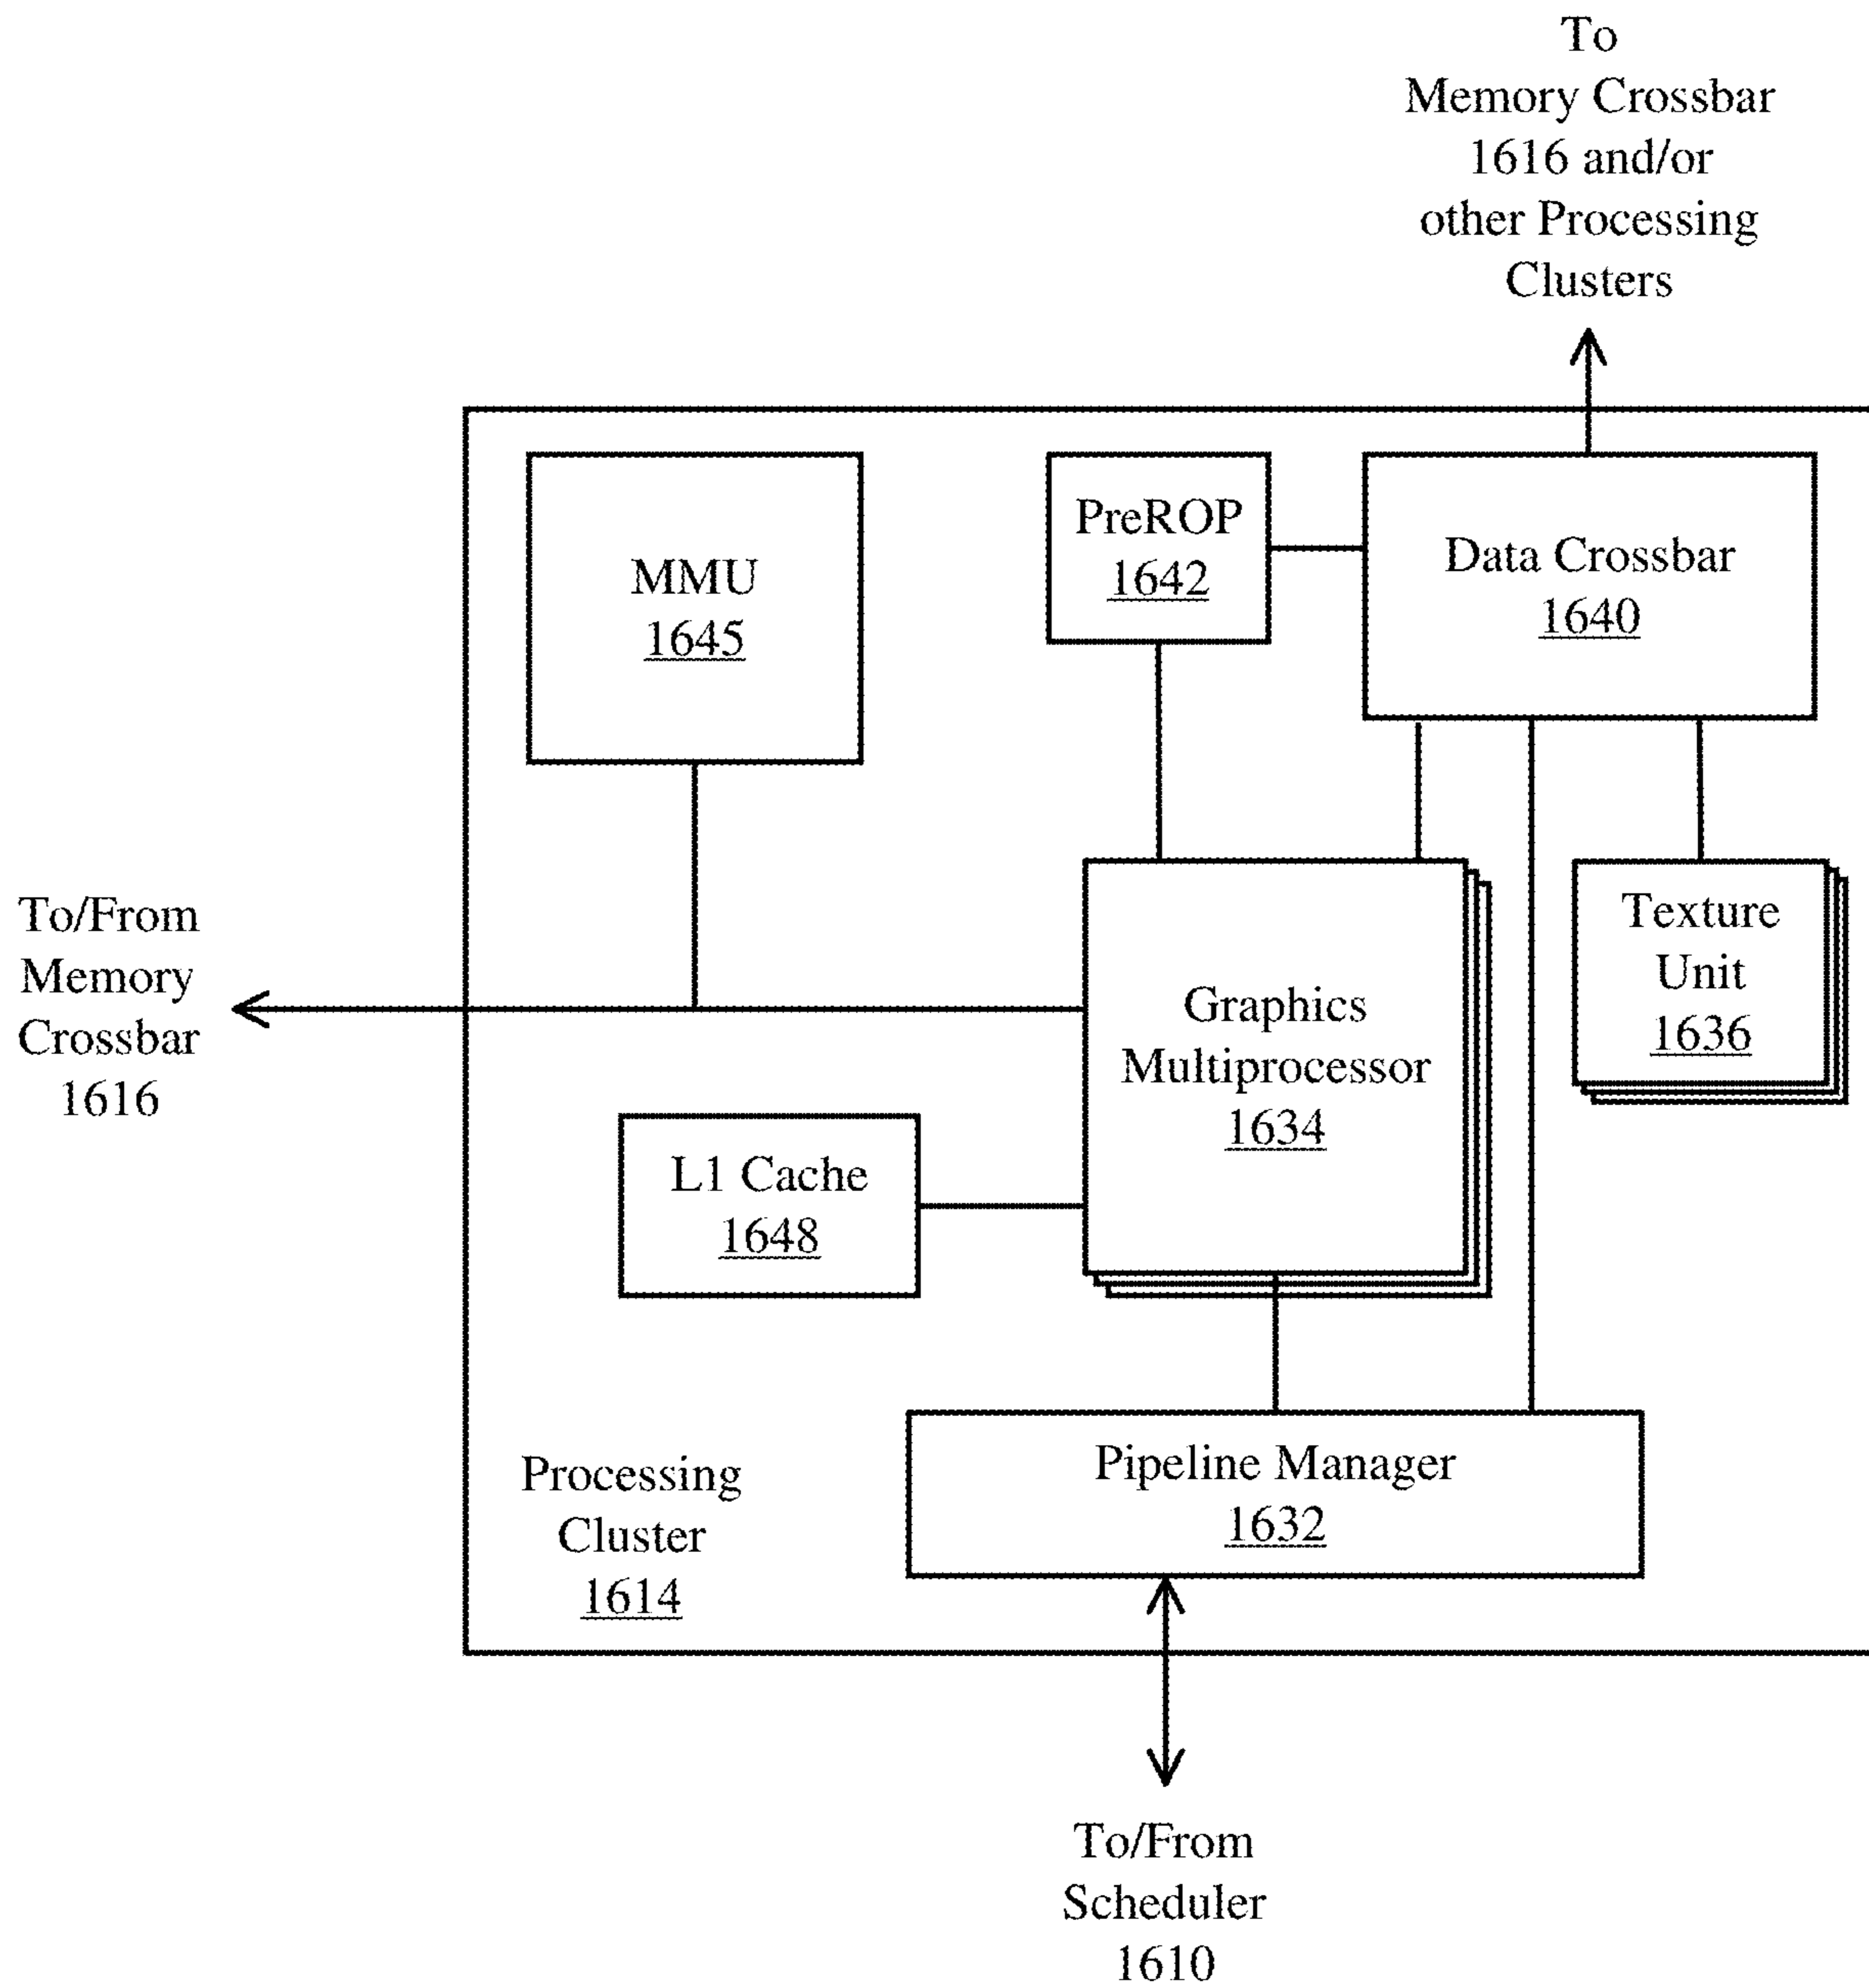 To
Memory Crossbar
1616 and/or
other Processing
Clusters
MMU
1645
PreROP
1642
Data Crossbar
1640
To/From
Memory
Crossbar
1616
Graphics
Multiprocessor
1634
Texture
Unit
1636
L1 Cache
1648
Processing
Cluster
1614
Pipeline Manager
1632
To/From
Scheduler
1610